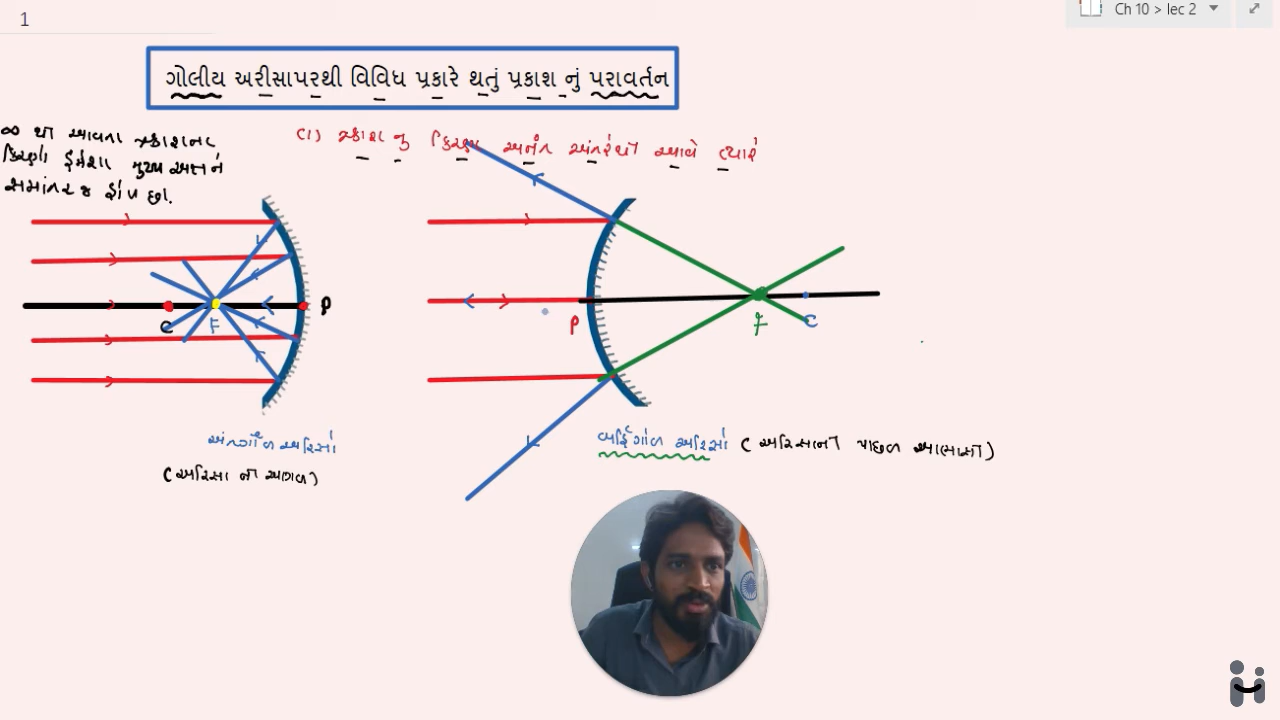 1
Ch 10 > lec 2
ગોલીય અરીસાપરથી વિવિધ પ્રકારે થતું પ્રકાશ નું પરાવર્તન
∞ થી આવતા પ્રકાશના
કિરણો હંમેશા મુખ્ય અક્ષને
સમાંતર જ હોય છે.
(1) પ્રકાશ નુ કિરણ અનંત અંતરેથી આવે ત્યારે
C F P
P F C
અંતર્ગોળ અરિસો
(અરિસા ની આગળ)
બહિર્ગોળ અરિસો (અરિસાની પાછળ આભાસી)